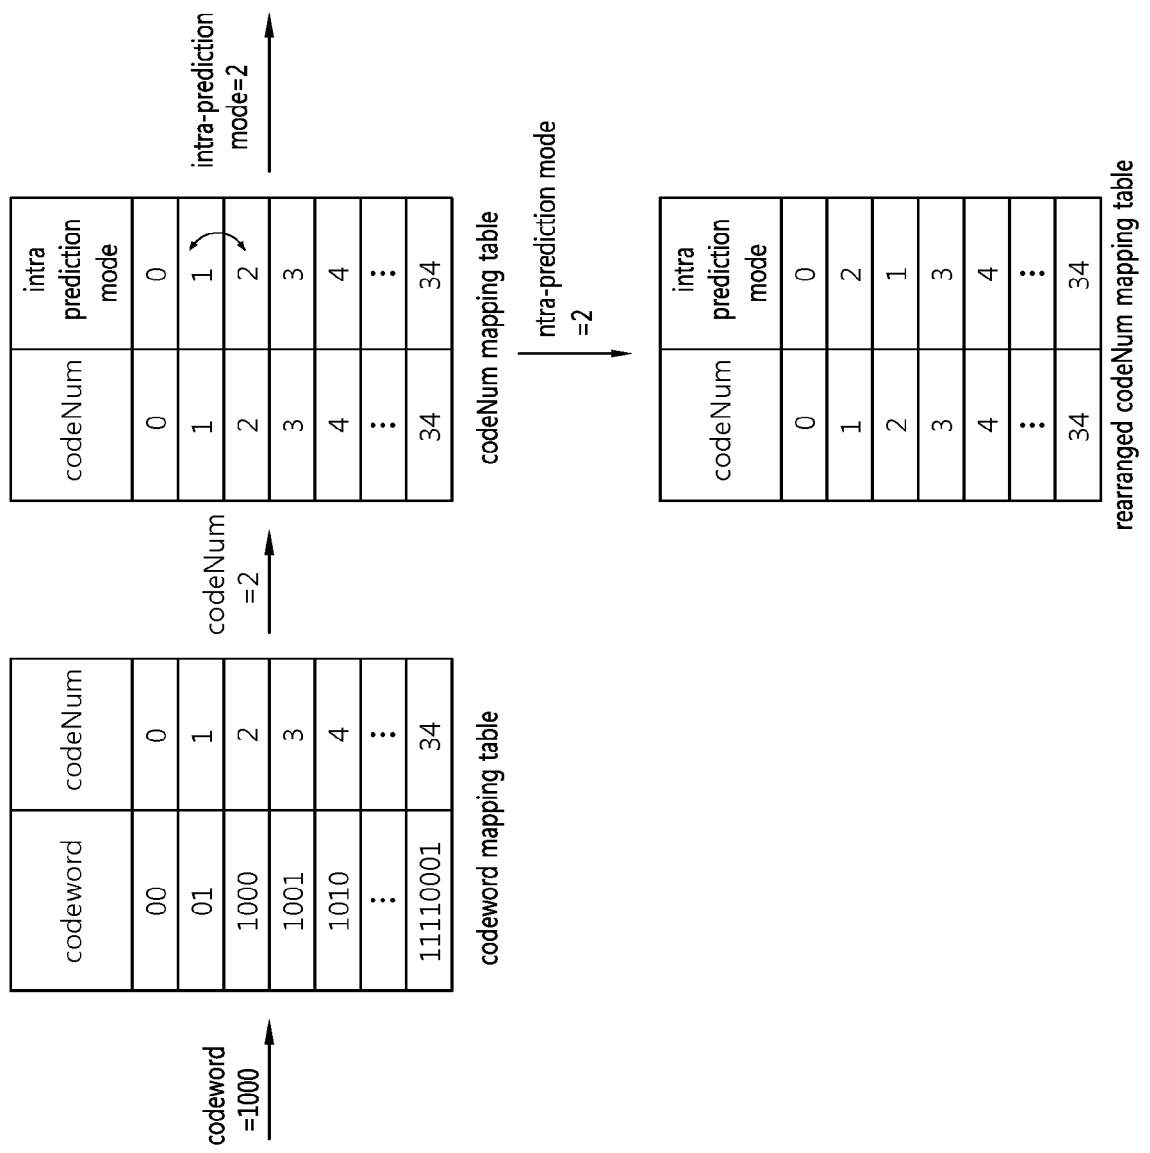 codeword
=1000
codeword codeNum
00 0
01 1
1000 2
1001 3
1010 4
⋮ ⋮
11110001 34
codeword mapping table
codeNum
=2
codeNum intra
prediction
mode
0 0
1 1
2 2
3 3
4 4
⋮ ⋮
34 34
codeNum mapping table
intra-prediction
mode=2
ntra-prediction mode
=2
codeNum intra
prediction
mode
0 0
1 2
2 1
3 3
4 4
⋮ ⋮
34 34
rearranged codeNum mapping table